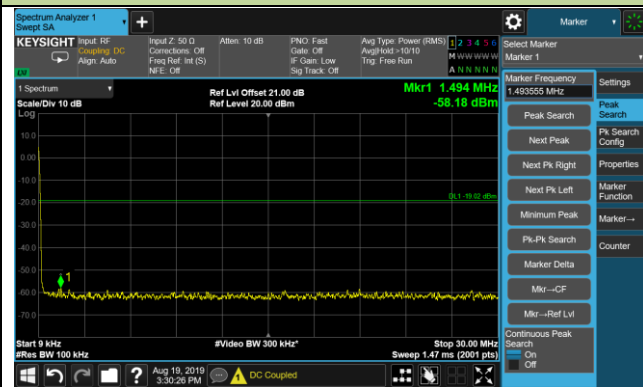 Spectrum Analyzer 1
Swept SA
+
Marker
KEYSIGHT
Input: RF
Coupling: DC
Align: Auto
Input Z: 50 Ω
Corrections: Off
Freq Ref: Int (S)
NFE: Off
Atten: 10 dB
PNO: Fast
Gate: Off
IF Gain: Low
Sig Track: Off
Avg Type: Power (RMS)
Avg|Hold:>10/10
Trig: Free Run
1 2 3 4 5 6
M W W W W W
A N N N N N
LXI
Select Marker
Marker 1
1 Spectrum
Scale/Div 10 dB
Log
Ref Lvl Offset 21.00 dB
Ref Level 20.00 dBm
Mkr1 1.494 MHz
-58.18 dBm
10.0
0.00
-10.0
-20.0
-30.0
-40.0
-50.0
-60.0
-70.0
DL1 -19.02 dBm
1
Start 9 kHz
#Res BW 100 kHz
#Video BW 300 kHz*
Stop 30.00 MHz
Sweep 1.47 ms (2001 pts)
Marker Frequency
1.493555 MHz
Peak Search
Next Peak
Next Pk Right
Next Pk Left
Minimum Peak
Pk-Pk Search
Marker Delta
Mkr→CF
Mkr→Ref Lvl
Continuous Peak
Search
On
Off
Settings
Peak
Search
Pk Search
Config
Properties
Marker
Function
Marker→
Counter
?
Aug 19, 2019
3:30:26 PM
DC Coupled